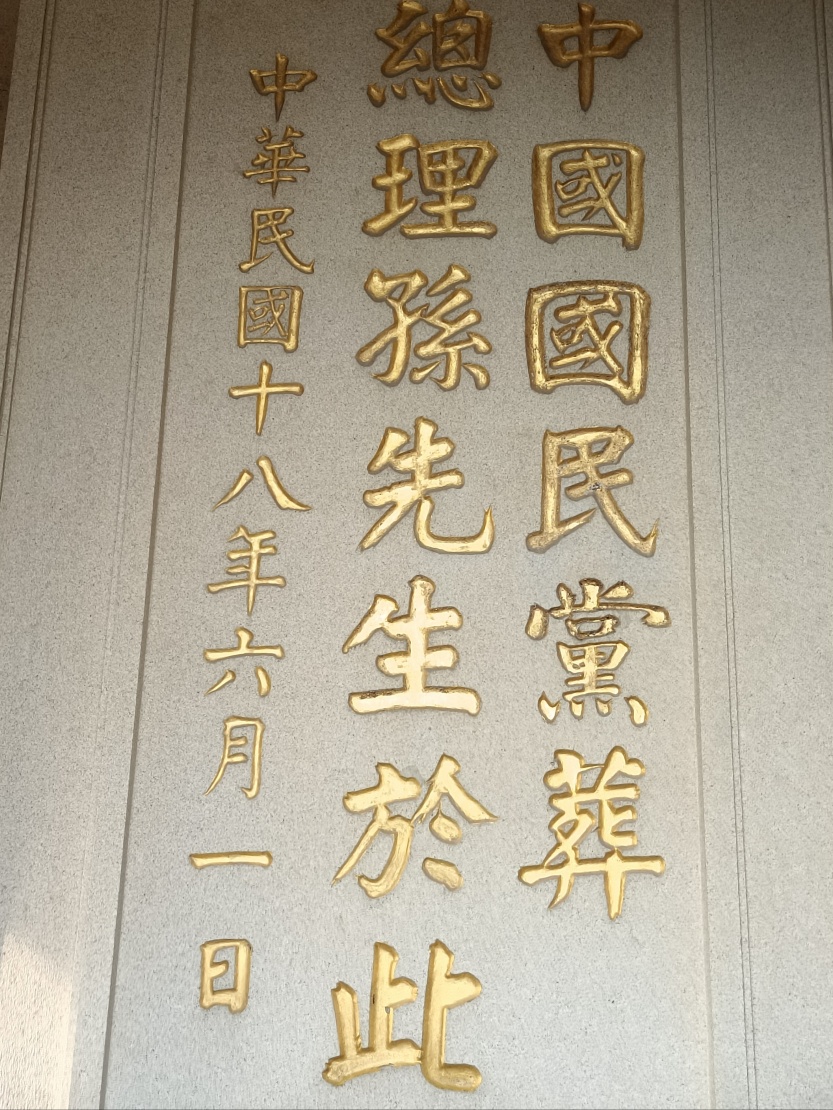 中國國民黨葬
總理孫先生於此
中華民國十八年六月一日